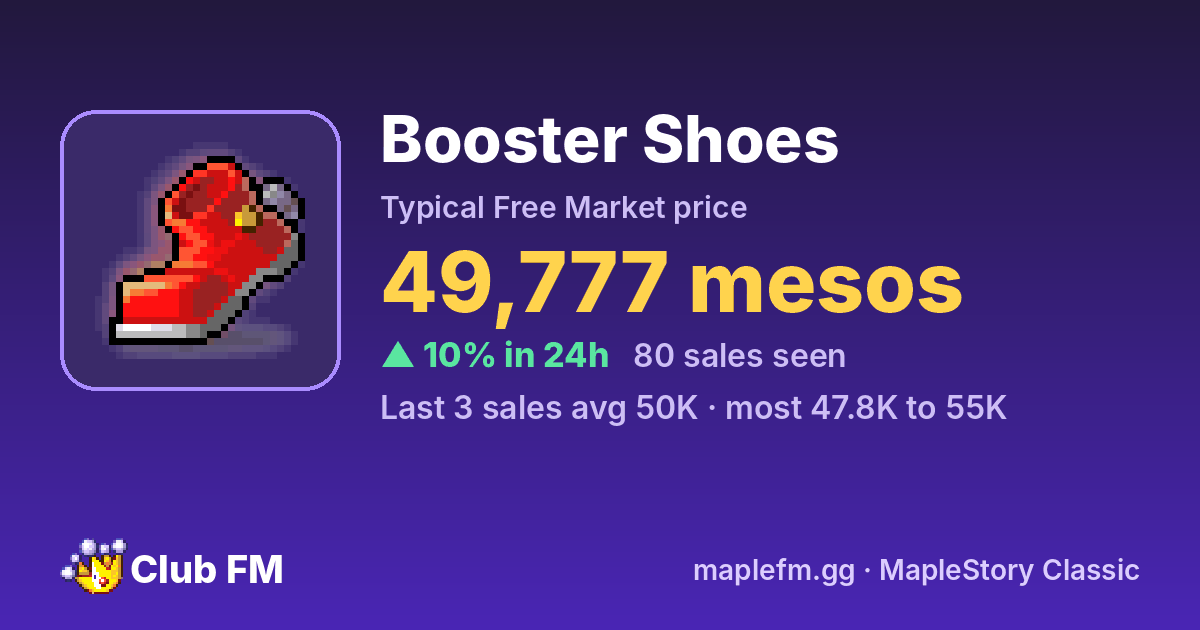 Booster Shoes
Typical Free Market price
49,777 mesos
▲ 10% in 24h 80 sales seen
Last 3 sales avg 50K · most 47.8K to 55K
Club FM
maplefm.gg · MapleStory Classic